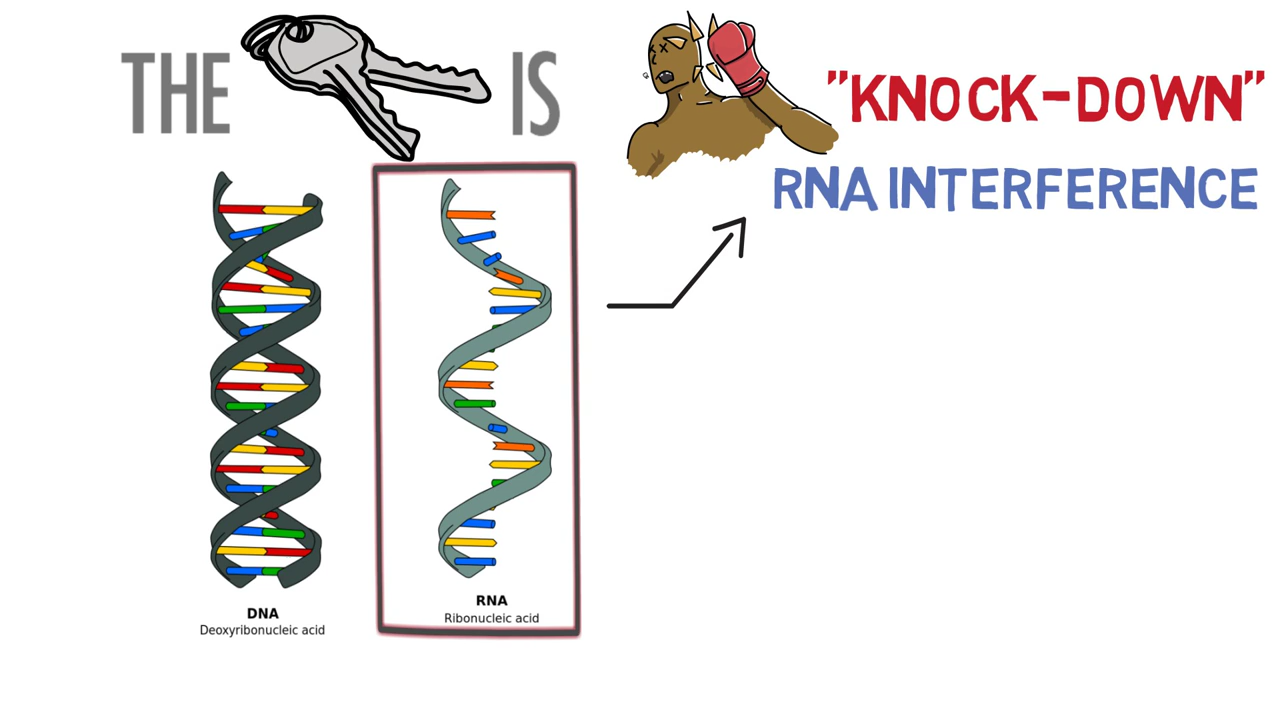 THE IS
"KNOCK-DOWN"
RNA INTERFERENCE
DNA
Deoxyribonucleic acid
RNA
Ribonucleic acid